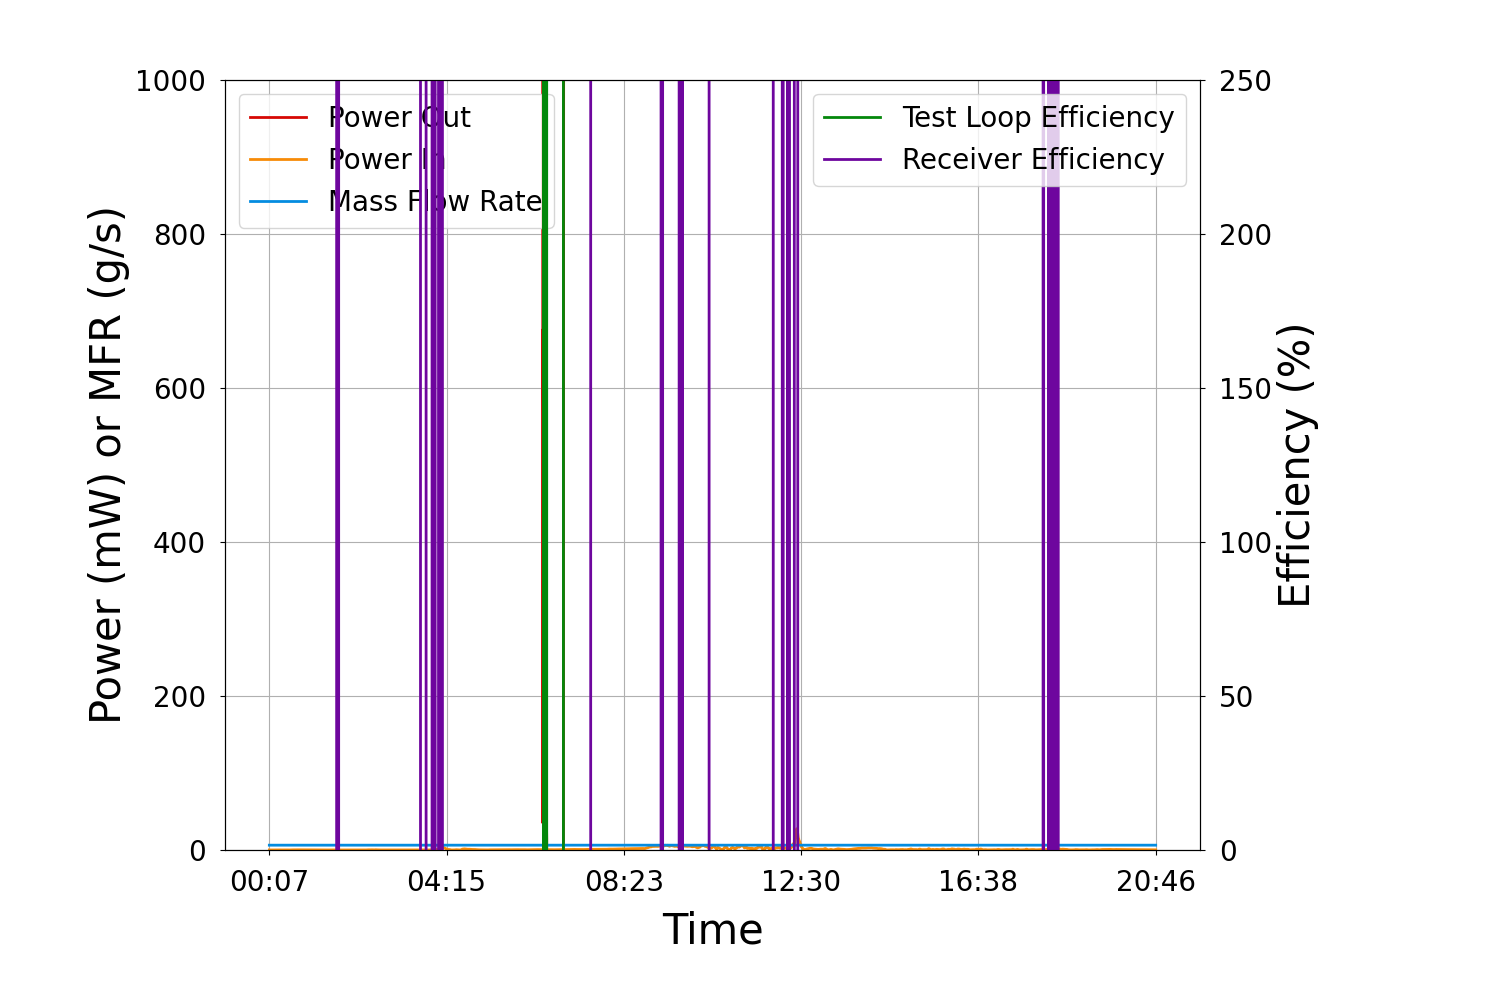 1000
800
600
400
200
0
Power (mW) or MFR (g/s)
Power Out
Power In
Mass Flow Rate
Test Loop Efficiency
Receiver Efficiency
250
200
150
100
50
0
Efficiency (%)
00:07 04:15 08:23 12:30 16:38 20:46
Time